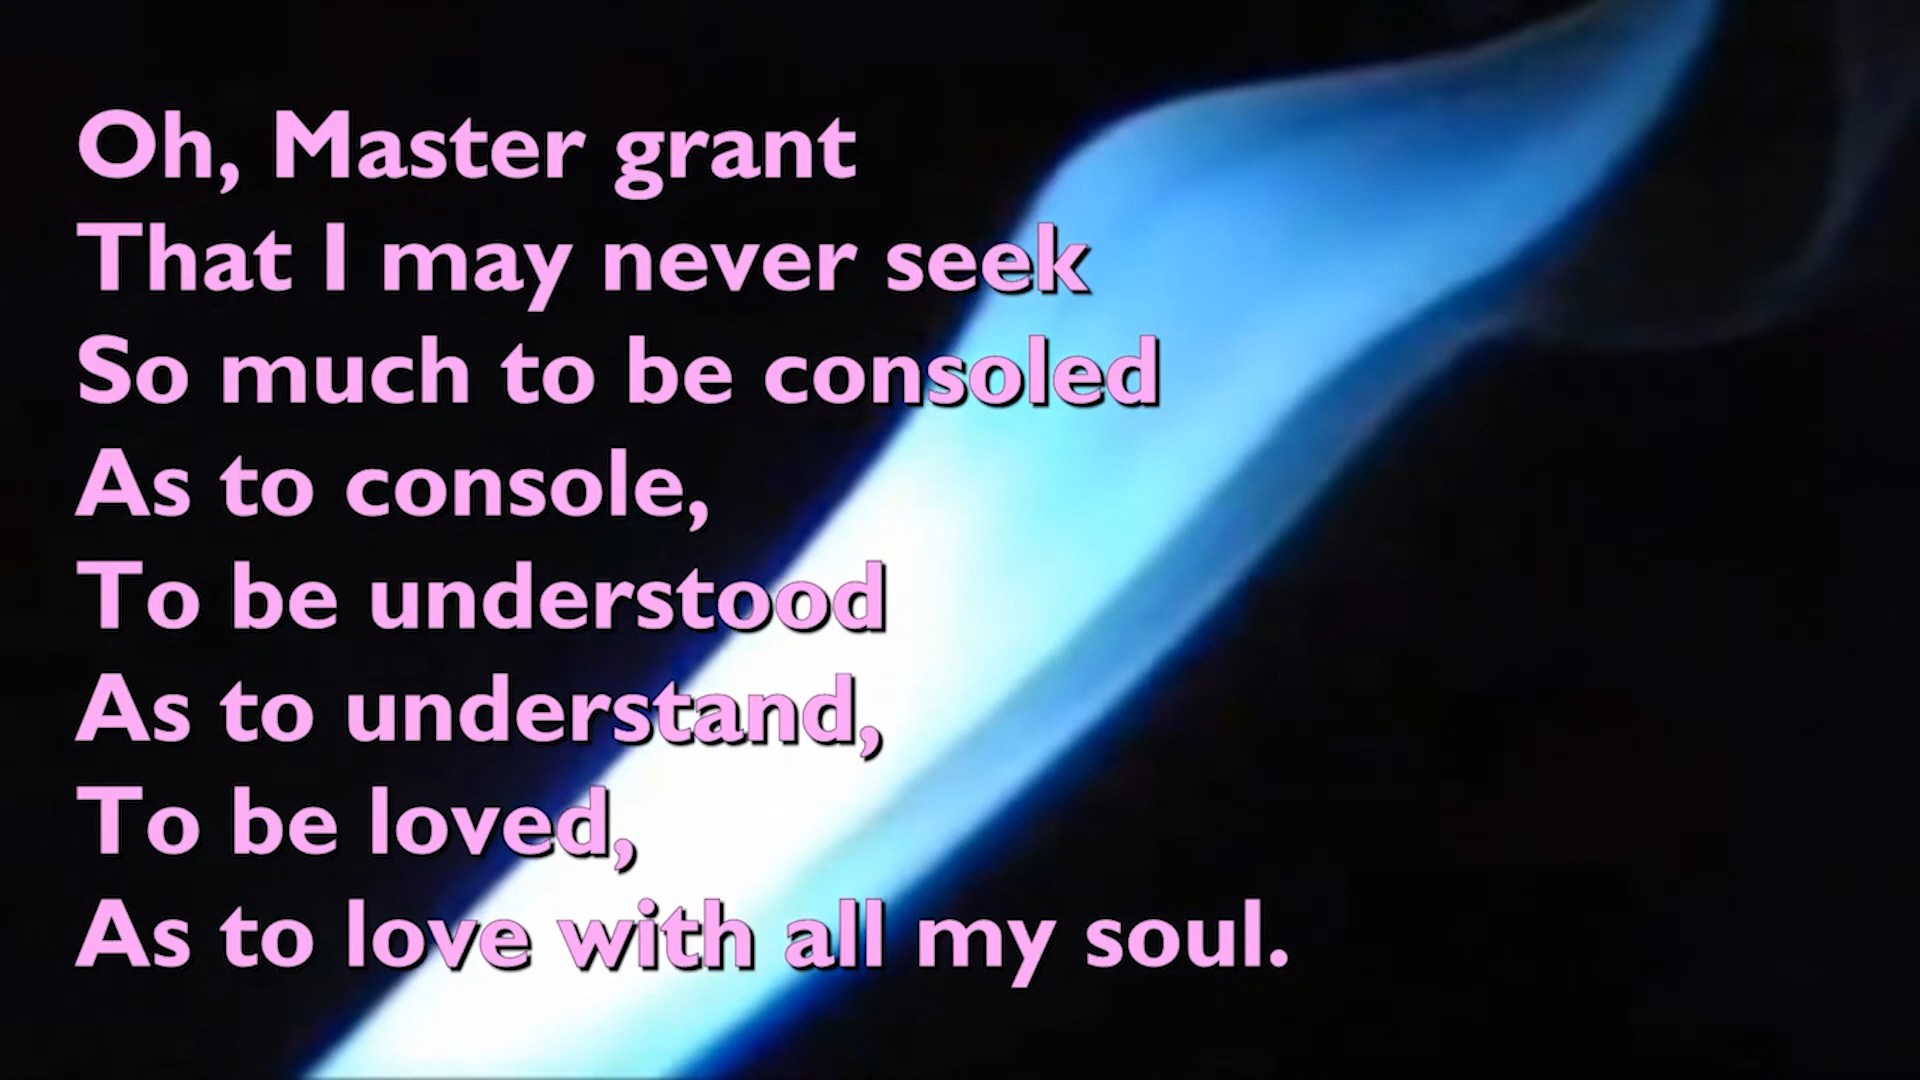 Oh, Master grant
That I may never seek
So much to be consoled
As to console,
To be understood
As to understand,
To be loved,
As to love with all my soul.